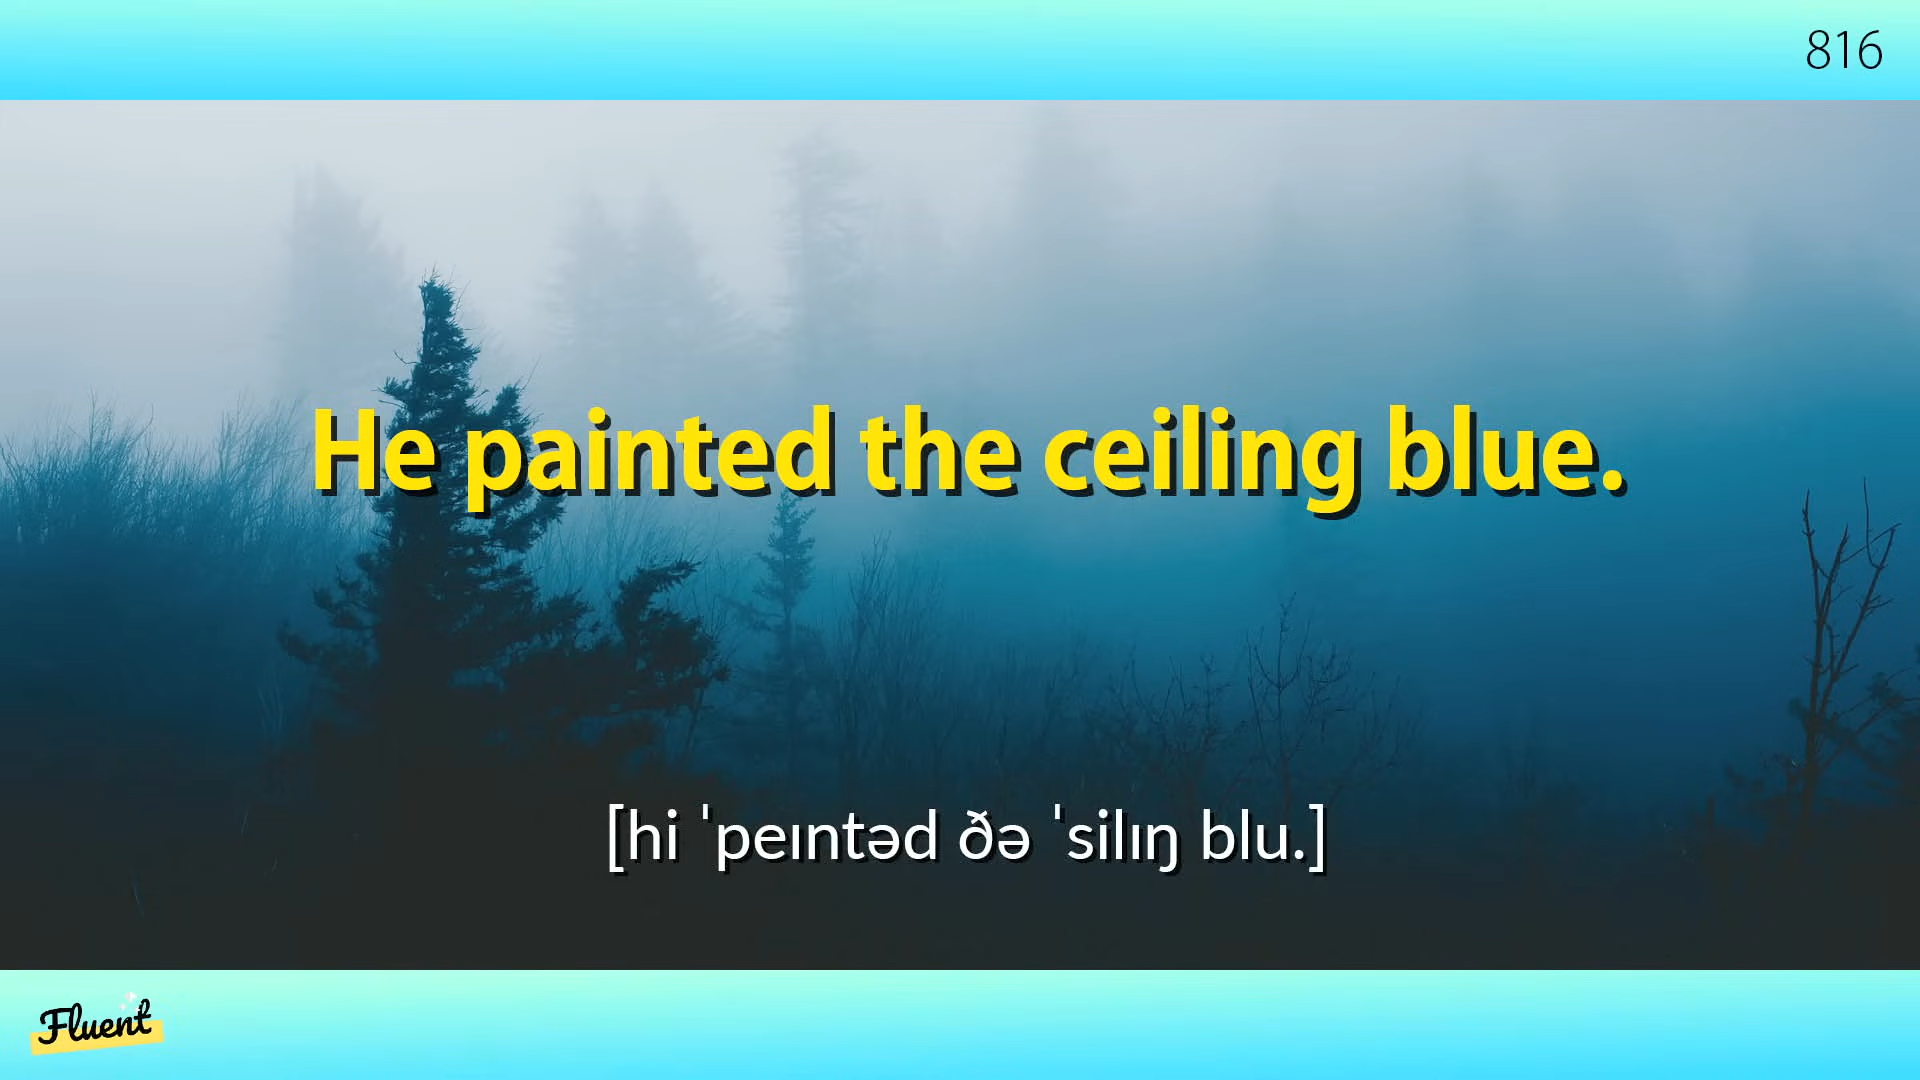 816
He painted the ceiling blue.
[hi ˈpeɪntəd ðə ˈsilɪŋ blu.]
Fluent